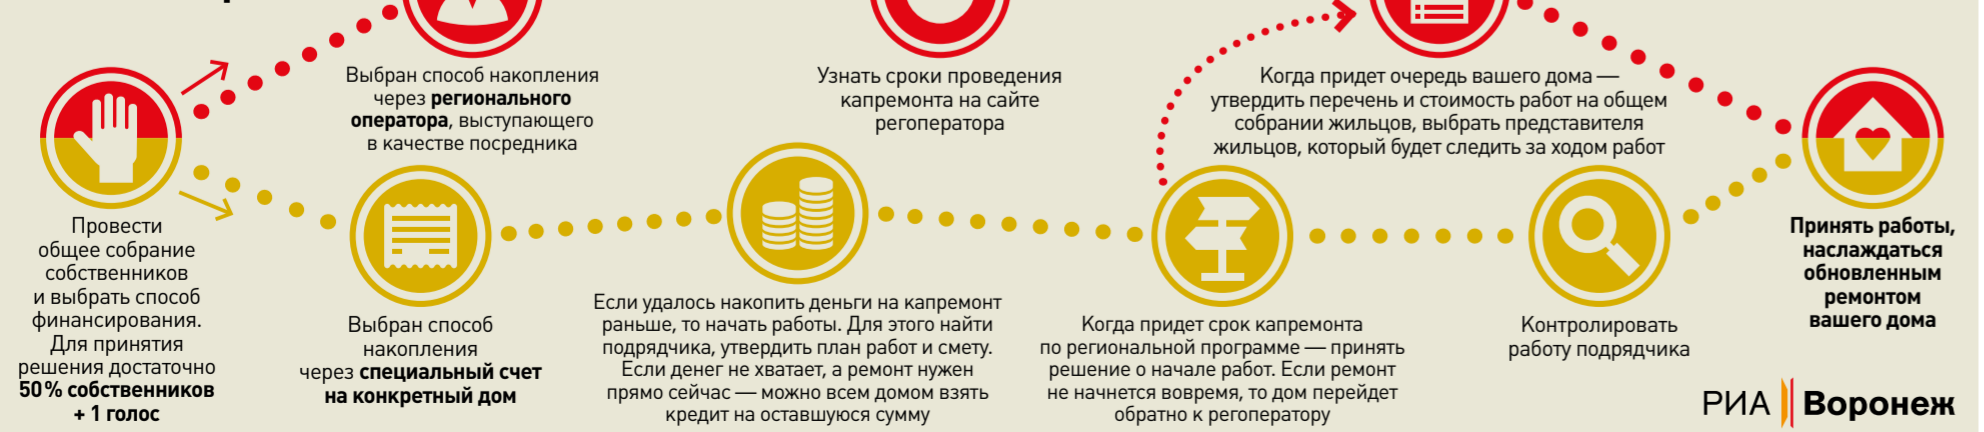 Провести
общее собрание
собственников
и выбрать способ
финансирования.
Для принятия
решения достаточно
50% собственников
+ 1 голос
Выбран способ накопления
через регионального
оператора, выступающего
в качестве посредника
Узнать сроки проведения
капремонта на сайте
регоператора
Когда придет очередь вашего дома —
утвердить перечень и стоимость работ на общем
собрании жильцов, выбрать представителя
жильцов, который будет следить за ходом работ
Выбран способ
накопления
через специальный счет
на конкретный дом
Если удалось накопить деньги на капремонт
раньше, то начать работы. Для этого найти
подрядчика, утвердить план работ и смету.
Если денег не хватает, а ремонт нужен
прямо сейчас — можно всем домом взять
кредит на оставшуюся сумму
Когда придет срок капремонта
по региональной программе — принять
решение о начале работ. Если ремонт
не начнется вовремя, то дом перейдет
обратно к регоператору
Контролировать
работу подрядчика
Принять работы,
наслаждаться
обновленным
ремонтом
вашего дома
РИА Воронеж